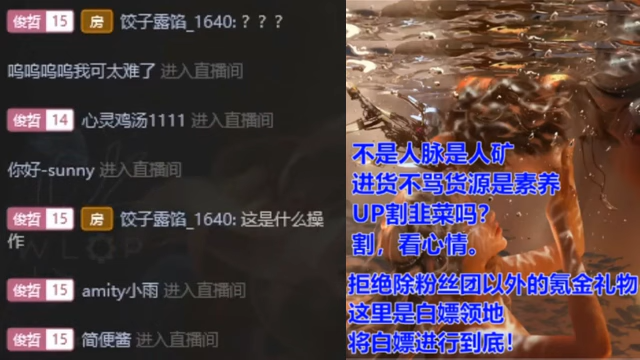 俊哲 15 房 饺子露馅_1640: ？？？
呜呜呜呜我可太难了 进入直播间
俊哲 14 心灵鸡汤1111 进入直播间
你好-sunny 进入直播间
俊哲 15 房 饺子露馅_1640: 这是什么操
作
俊哲 15 amity小雨 进入直播间
俊哲 15 简便酱 进入直播间
不是人脉是人矿
进货不骂货源是素养
UP割韭菜吗?
割，看心情。
拒绝除粉丝团以外的氪金礼物
这里是白嫖领地
将白嫖进行到底!